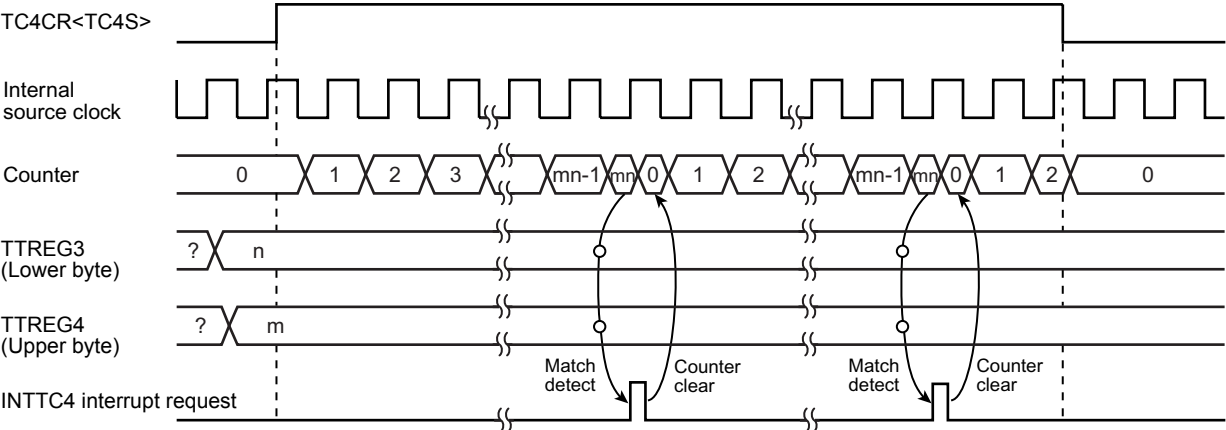 TC4CR<TC4S>
Internal
source clock
Counter
0 1 2 3 mn-1 mn 0 1 2 mn-1 mn 0 1 2 0
TTREG3
(Lower byte)
? n
TTREG4
(Upper byte)
? m
Match
detect
Counter
clear
Match
detect
Counter
clear
INTTC4 interrupt request